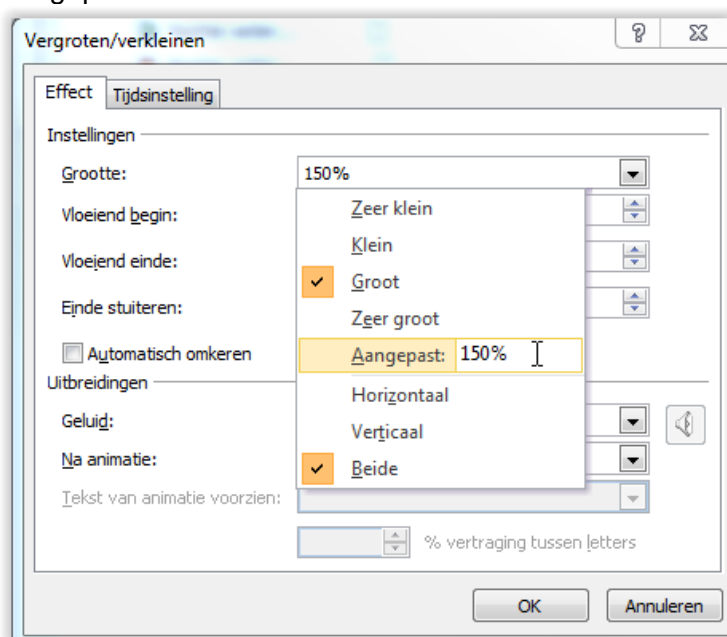 Vergroten/verkleinen
Effect Tijdsinstelling
Instellingen
Grootte: 150%
Zeer klein
Vloeiend begin:
Klein
Vloeiend einde:
Groot
Einde stuiteren:
Zeer groot
Automatisch omkeren
Aangepast: 150%
Uitbreidingen
Horizontaal
Geluid:
Verticaal
Na animatie:
Beide
Tekst van animatie voorzien:
% vertraging tussen letters
OK Annuleren